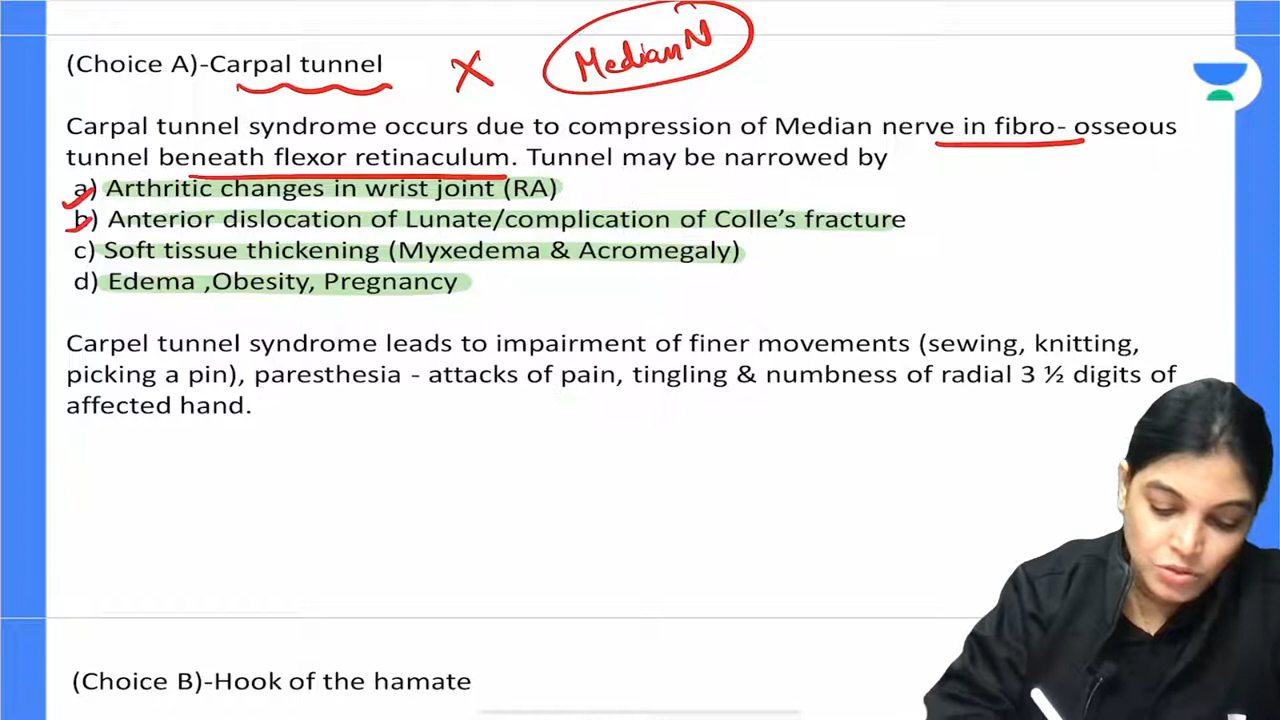 (Choice A)-Carpal tunnel X Median N
Carpal tunnel syndrome occurs due to compression of Median nerve in fibro- osseous
tunnel beneath flexor retinaculum. Tunnel may be narrowed by
a) Arthritic changes in wrist joint (RA)
b) Anterior dislocation of Lunate/complication of Colle’s fracture
c) Soft tissue thickening (Myxedema & Acromegaly)
d) Edema ,Obesity, Pregnancy
Carpel tunnel syndrome leads to impairment of finer movements (sewing, knitting,
picking a pin), paresthesia - attacks of pain, tingling & numbness of radial 3 ½ digits of
affected hand.
(Choice B)-Hook of the hamate